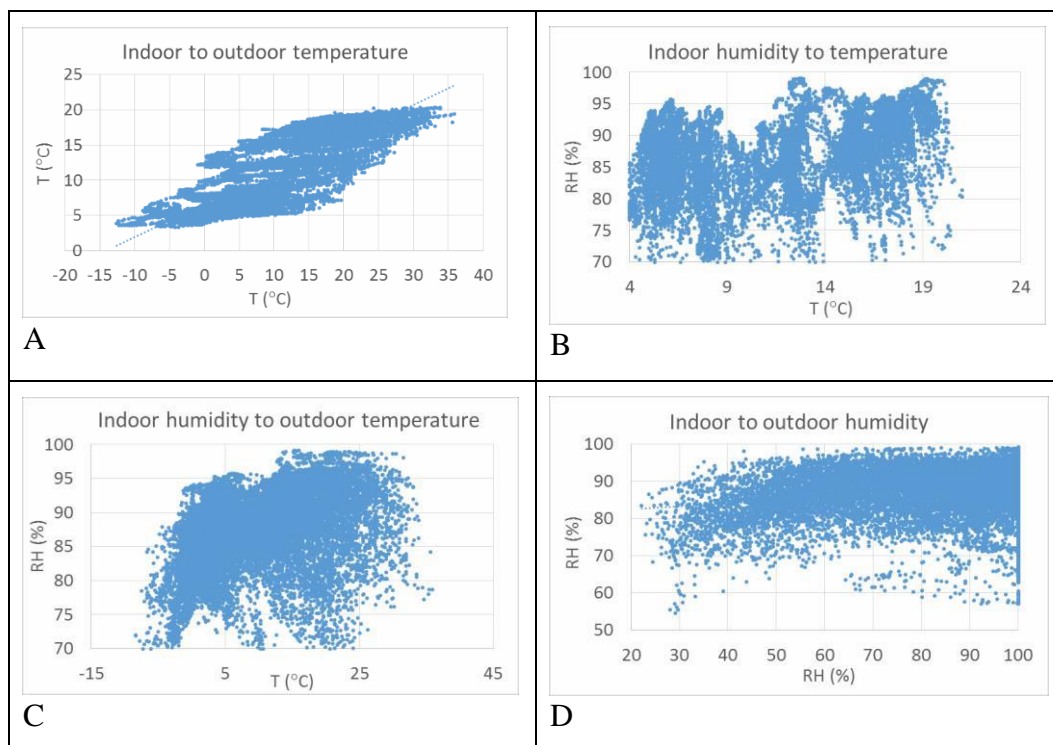 Indoor to outdoor temperature
25
20
15
10
5
0
T (°C)
-20 -15 -10 -5 0 5 10 15 20 25 30 35 40
T (°C)
A
Indoor humidity to temperature
100
95
90
85
80
75
70
RH (%)
4 9 14 19 24
T (°C)
B
Indoor humidity to outdoor temperature
100
95
90
85
80
75
70
RH (%)
-15 5 25 45
T (°C)
C
Indoor to outdoor humidity
100
90
80
70
60
50
RH (%)
20 30 40 50 60 70 80 90 100
RH (%)
D